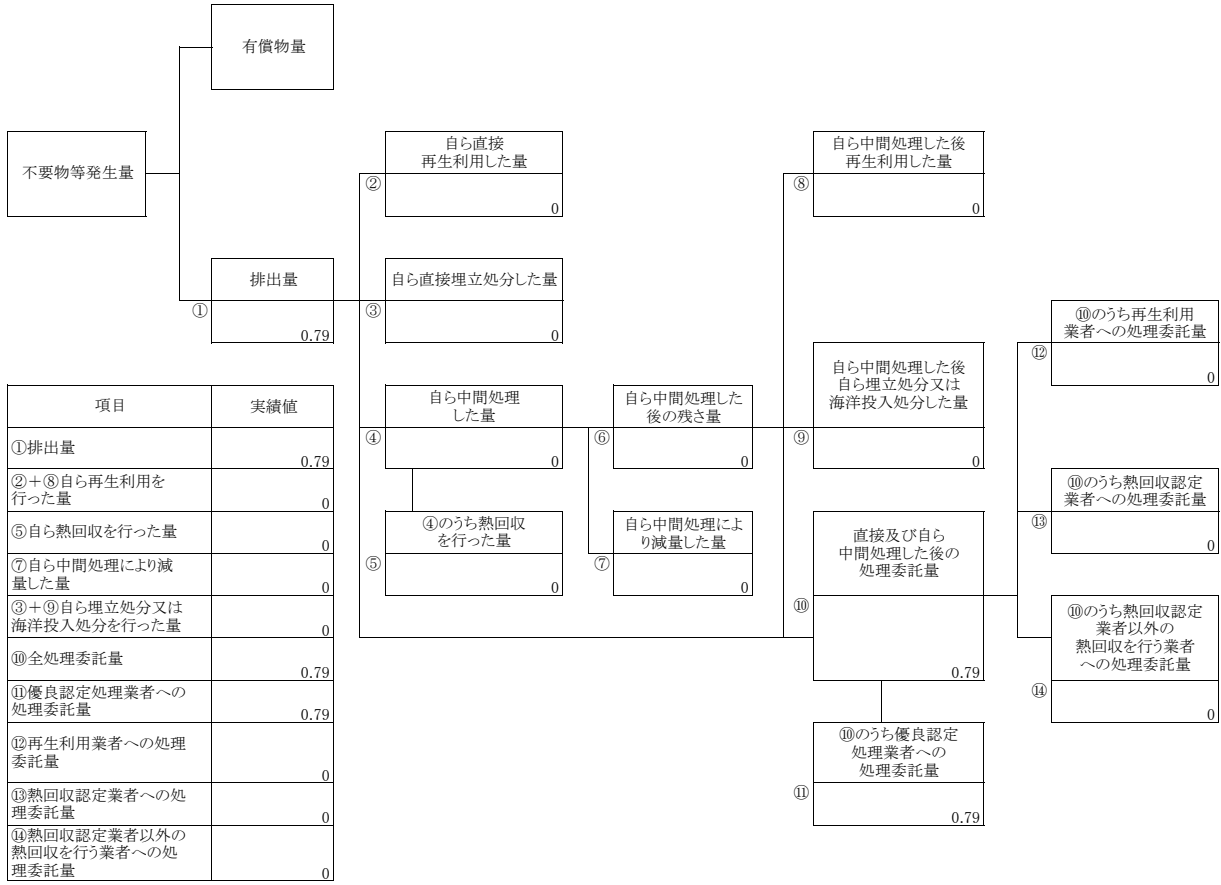 有償物量
不要物等発生量
自ら直接
再生利用した量
②
0
自ら中間処理した後
再生利用した量
⑧
0
排出量
①
0.79
自ら直接埋立処分した量
③
0
⑩のうち再生利用
業者への処理委託量
⑫
0
自ら中間処理
した量
④
0
自ら中間処理した
後の残さ量
⑥
0
自ら中間処理した後
自ら埋立処分又は
海洋投入処分した量
⑨
0
⑩のうち熱回収認定
業者への処理委託量
⑬
0
④のうち熱回収
を行った量
⑤
0
自ら中間処理によ
り減量した量
⑦
0
直接及び自ら
中間処理した後の
処理委託量
⑩
0.79
⑩のうち熱回収認定
業者以外の
熱回収を行う業者
への処理委託量
⑭
0
⑩のうち優良認定
処理業者への
処理委託量
⑪
0.79
項目 実績値
①排出量
0.79
②＋⑧自ら再生利用を
行った量
0
⑤自ら熱回収を行った量
0
⑦自ら中間処理により減
量した量
0
③＋⑨自ら埋立処分又は
海洋投入処分を行った量
0
⑩全処理委託量
0.79
⑪優良認定処理業者への
処理委託量
0.79
⑫再生利用業者への処理
委託量
0
⑬熱回収認定業者への処
理委託量
0
⑭熱回収認定業者以外の
熱回収を行う業者への処
理委託量
0